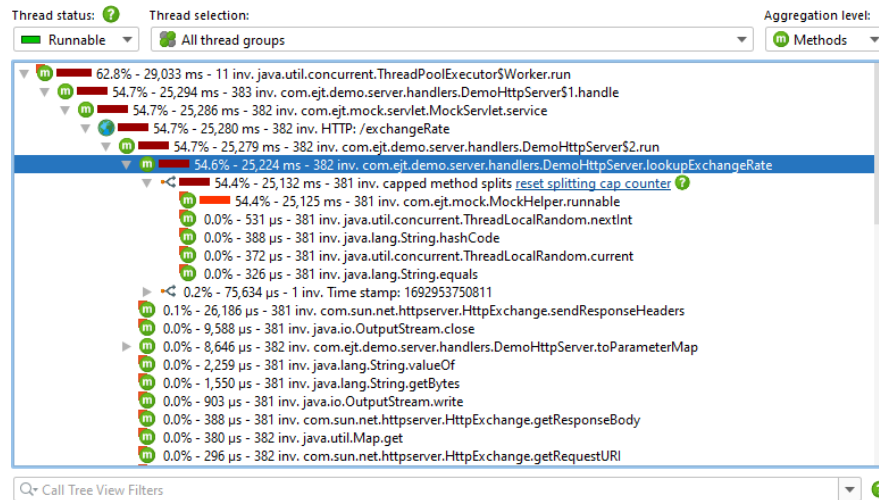 Thread status: Thread selection: Aggregation level:
Runnable All thread groups Methods
62.8% - 29,033 ms - 11 inv. java.util.concurrent.ThreadPoolExecutor$Worker.run
54.7% - 25,294 ms - 383 inv. com.ejt.demo.server.handlers.DemoHttpServer$1.handle
54.7% - 25,286 ms - 382 inv. com.ejt.mock.servlet.MockServlet.service
54.7% - 25,280 ms - 382 inv. HTTP: /exchangeRate
54.7% - 25,279 ms - 382 inv. com.ejt.demo.server.handlers.DemoHttpServer$2.run
54.6% - 25,224 ms - 382 inv. com.ejt.demo.server.handlers.DemoHttpServer.lookupExchangeRate
54.4% - 25,132 ms - 381 inv. capped method splits reset splitting cap counter
54.4% - 25,125 ms - 381 inv. com.ejt.mock.MockHelper.runnable
0.0% - 531 µs - 381 inv. java.util.concurrent.ThreadLocalRandom.nextInt
0.0% - 388 µs - 381 inv. java.lang.String.hashCode
0.0% - 372 µs - 381 inv. java.util.concurrent.ThreadLocalRandom.current
0.0% - 326 µs - 381 inv. java.lang.String.equals
0.2% - 75,634 µs - 1 inv. Time stamp: 1692953750811
0.1% - 26,186 µs - 381 inv. com.sun.net.httpserver.HttpExchange.sendResponseHeaders
0.0% - 9,588 µs - 381 inv. java.io.OutputStream.close
0.0% - 8,646 µs - 382 inv. com.ejt.demo.server.handlers.DemoHttpServer.toParameterMap
0.0% - 2,259 µs - 381 inv. java.lang.String.valueOf
0.0% - 1,550 µs - 381 inv. java.lang.String.getBytes
0.0% - 903 µs - 381 inv. java.io.OutputStream.write
0.0% - 388 µs - 381 inv. com.sun.net.httpserver.HttpExchange.getResponseBody
0.0% - 380 µs - 382 inv. java.util.Map.get
0.0% - 296 µs - 382 inv. com.sun.net.httpserver.HttpExchange.getRequestURI
Call Tree View Filters